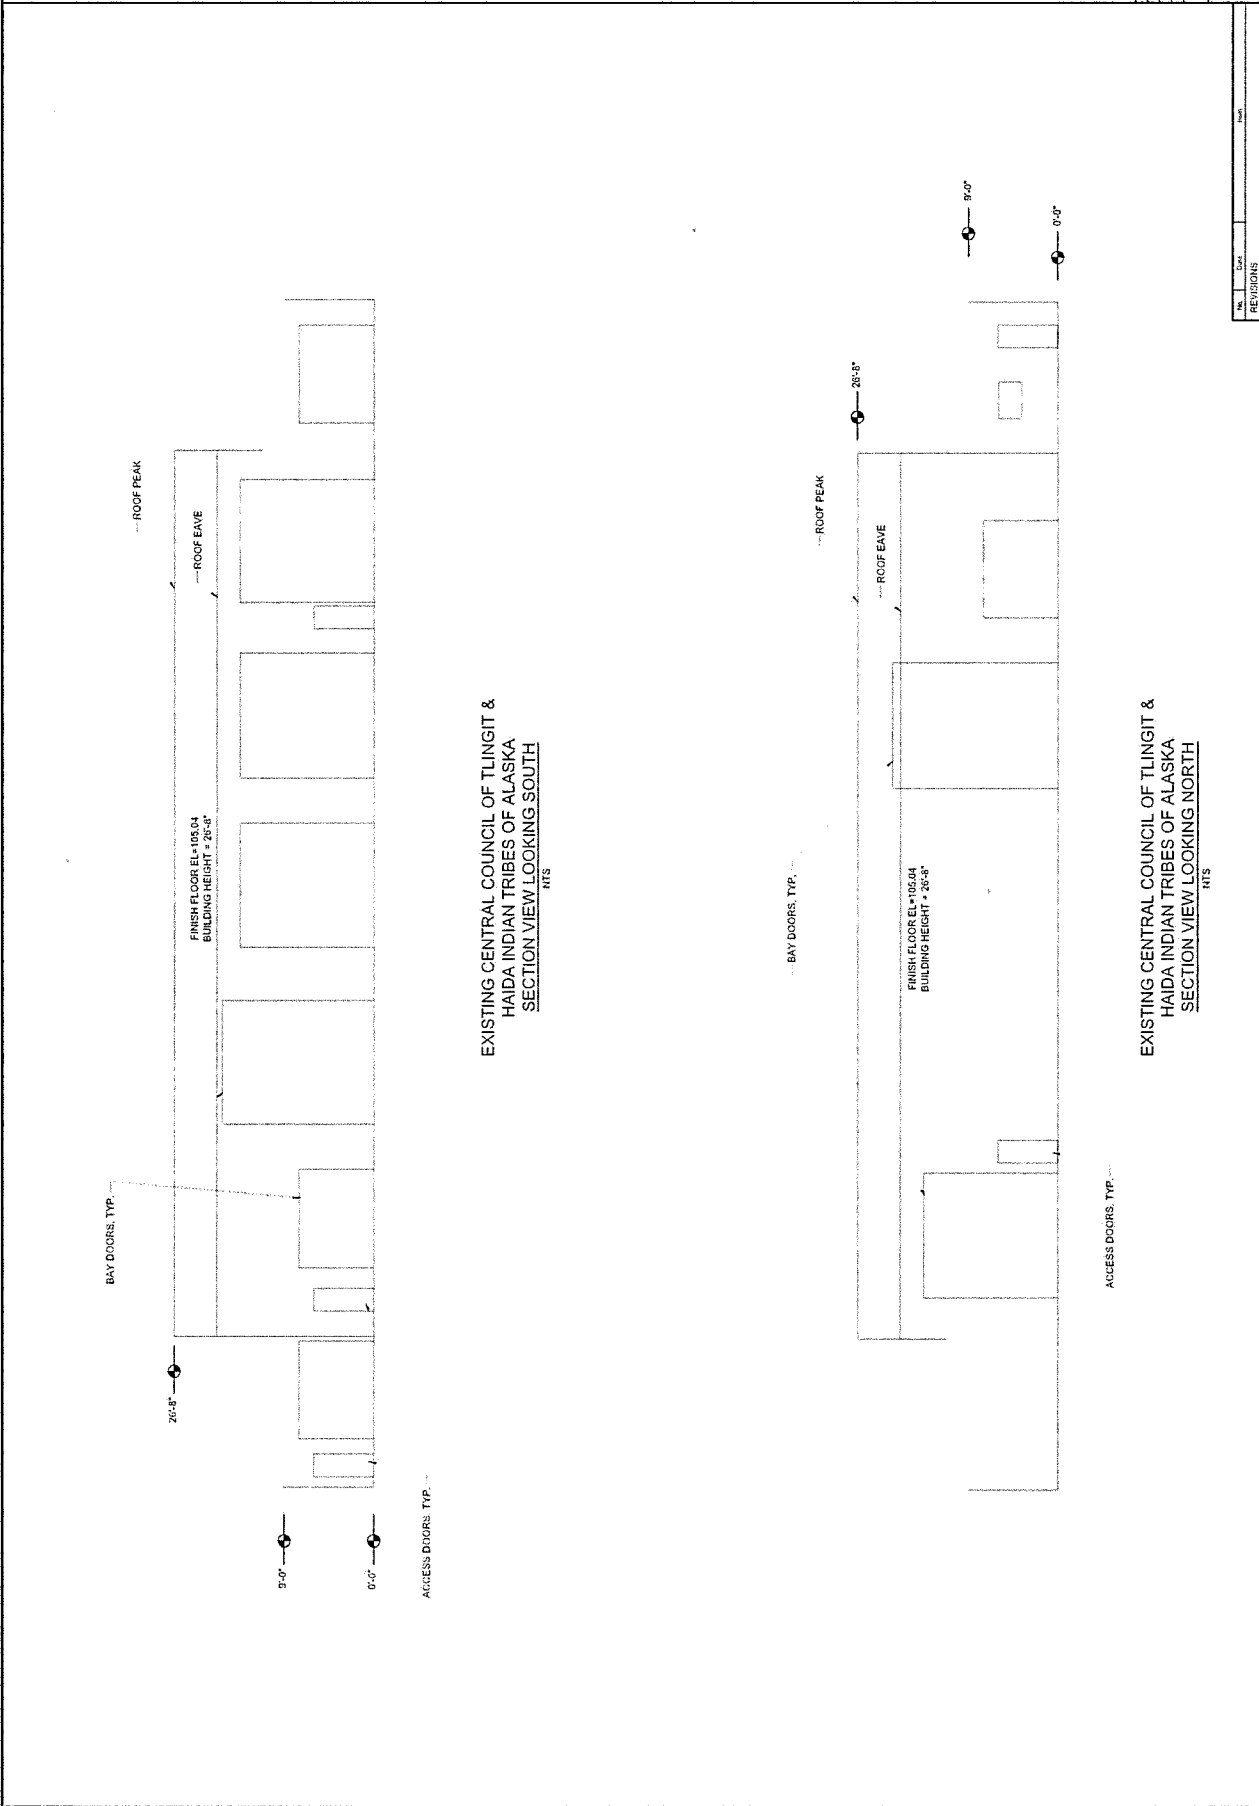 BAY DOORS, TYP.
ROOF PEAK
ROOF EAVE
26'-8"
FINISH FLOOR EL=105.04
BUILDING HEIGHT = 26'-8"
9'-0"
0'-0"
ACCESS DOORS, TYP.
EXISTING CENTRAL COUNCIL OF TLINGIT &
HAIDA INDIAN TRIBES OF ALASKA
SECTION VIEW LOOKING SOUTH
NTS
BAY DOORS, TYP.
ROOF PEAK
ROOF EAVE
26'-8"
FINISH FLOOR EL=105.04
BUILDING HEIGHT = 26'-8"
9'-0"
0'-0"
ACCESS DOORS, TYP.
EXISTING CENTRAL COUNCIL OF TLINGIT &
HAIDA INDIAN TRIBES OF ALASKA
SECTION VIEW LOOKING NORTH
NTS
No. Date
REVISIONS